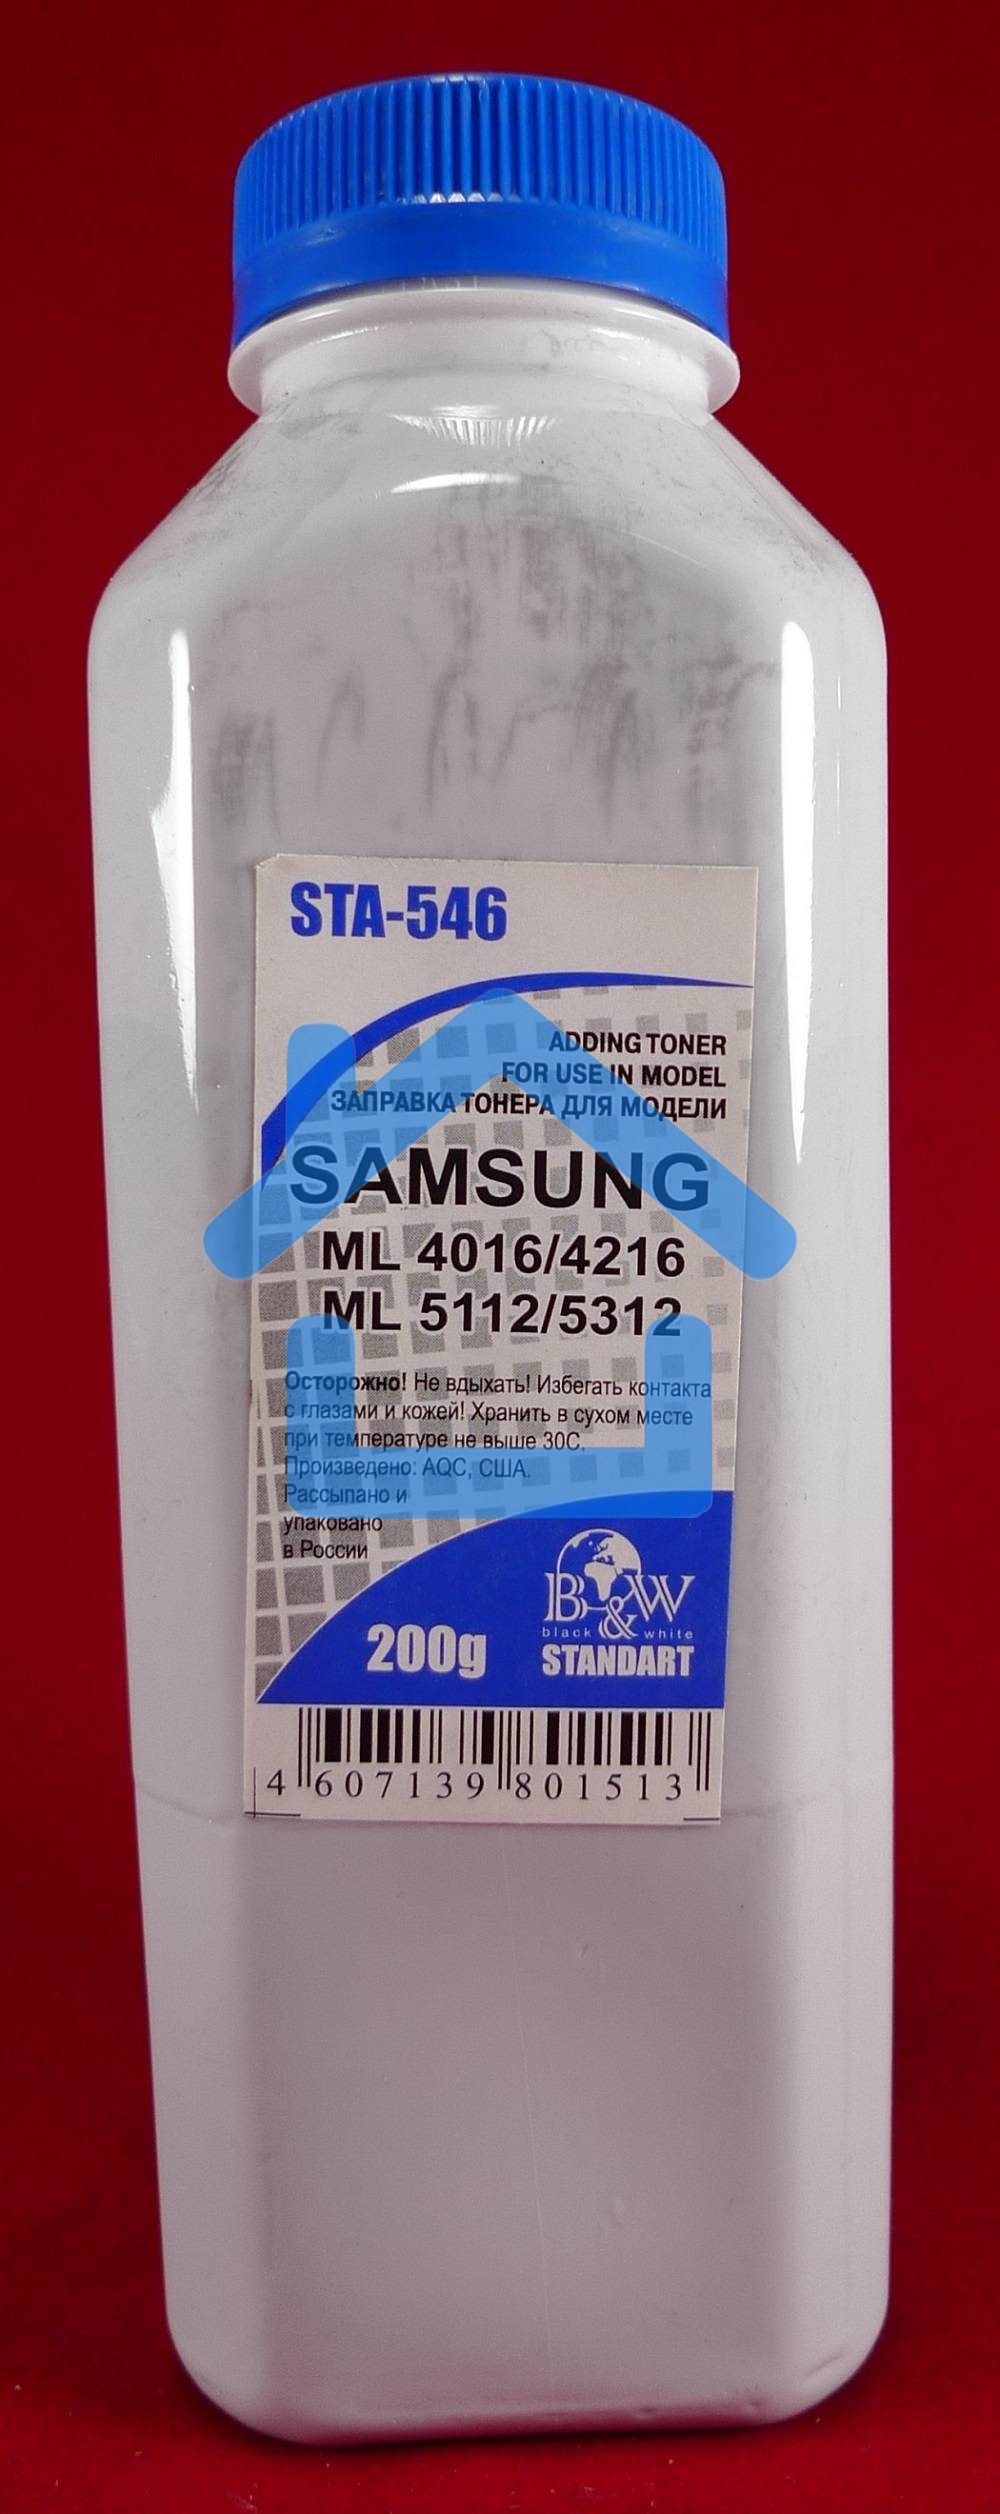 STA-546
ADDING TONER
FOR USE IN MODEL
ЗАПРАВКА ТОНЕРА ДЛЯ МОДЕЛИ
SAMSUNG
ML 4016/4216
ML 5112/5312
Осторожно! Не вдыхать! Избегать контакта
с глазами и кожей! Хранить в сухом месте
при температуре не выше 30С.
Произведено: AQC, США.
Рассыпано и
упаковано
в России
B&W
black & white
STANDART
200g
4 607139 801513